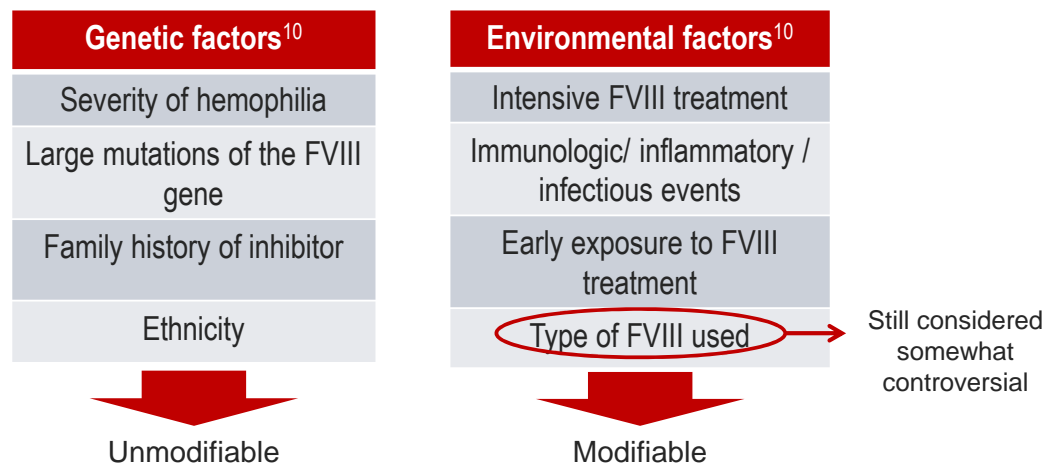 Genetic factors10
Severity of hemophilia
Large mutations of the FVIII
gene
Family history of inhibitor
Ethnicity
Unmodifiable
Environmental factors10
Intensive FVIII treatment
Immunologic/ inflammatory /
infectious events
Early exposure to FVIII
treatment
Type of FVIII used
Modifiable
Still considered
somewhat
controversial